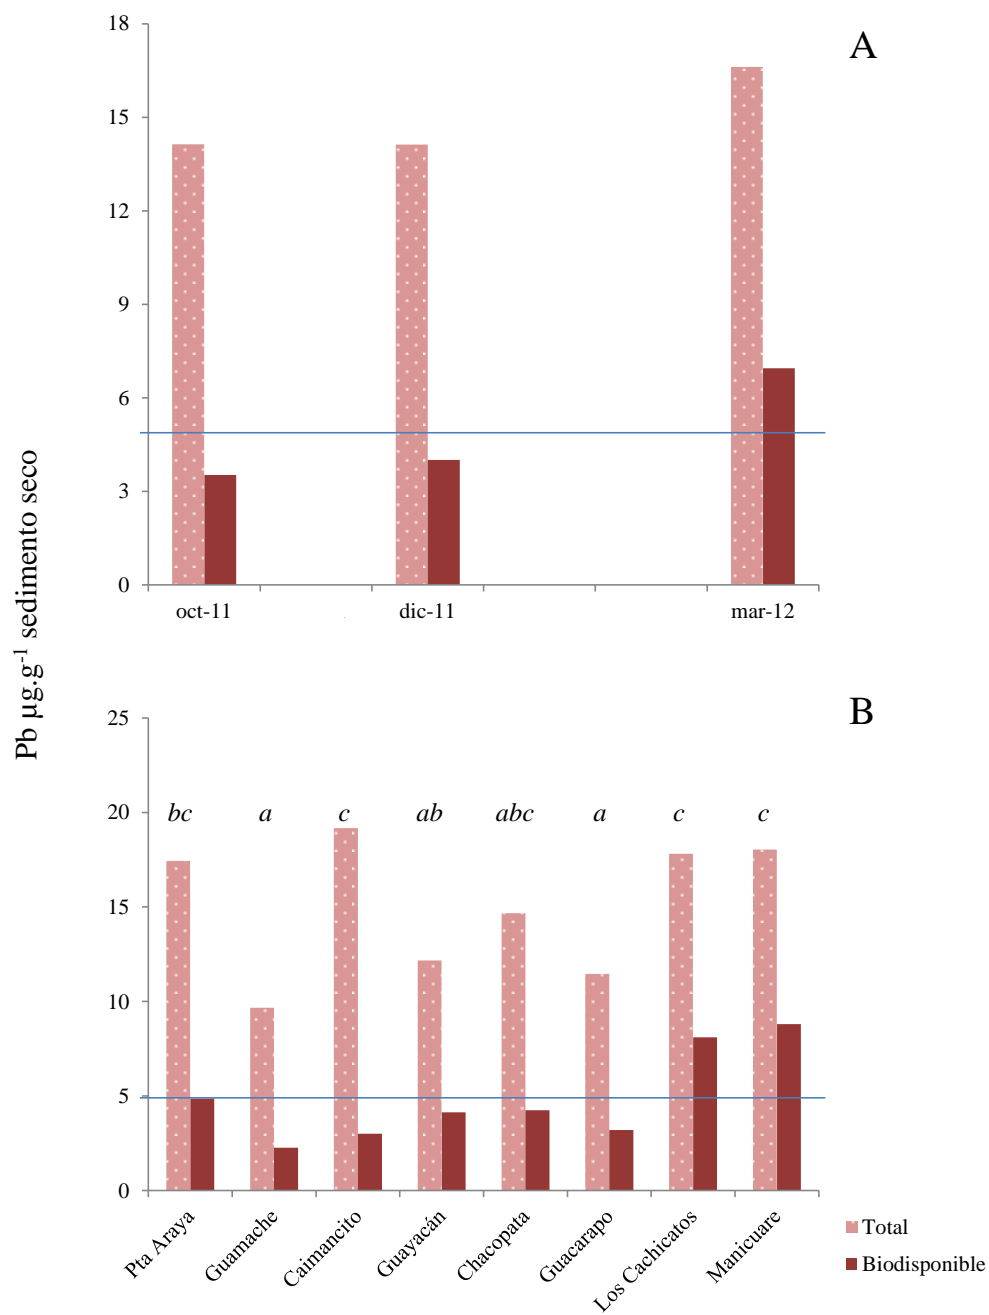 A
18
15
12
9
6
3
0
oct-11 dic-11 mar-12
Pb µg.g-1 sedimento seco
B
25
20
15
10
5
0
bc a c ab abc a c c
Pta Araya
Guamache
Caimancito
Guayacán
Chacopata
Guacarapo
Los Cachicatos
Manicuare
Total
Biodisponible